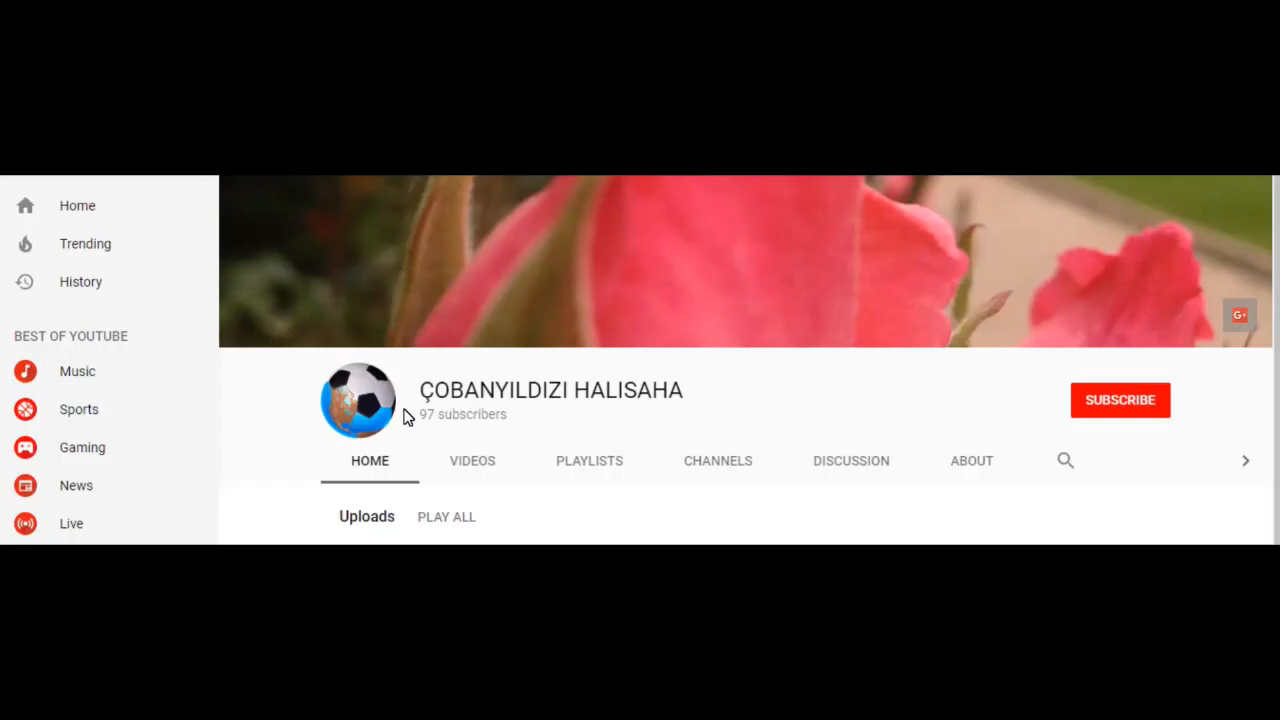 Home
Trending
History
BEST OF YOUTUBE
Music
Sports
Gaming
News
Live
G+
ÇOBANYILDIZI HALISAHA
97 subscribers
SUBSCRIBE
HOME VIDEOS PLAYLISTS CHANNELS DISCUSSION ABOUT
Uploads PLAY ALL